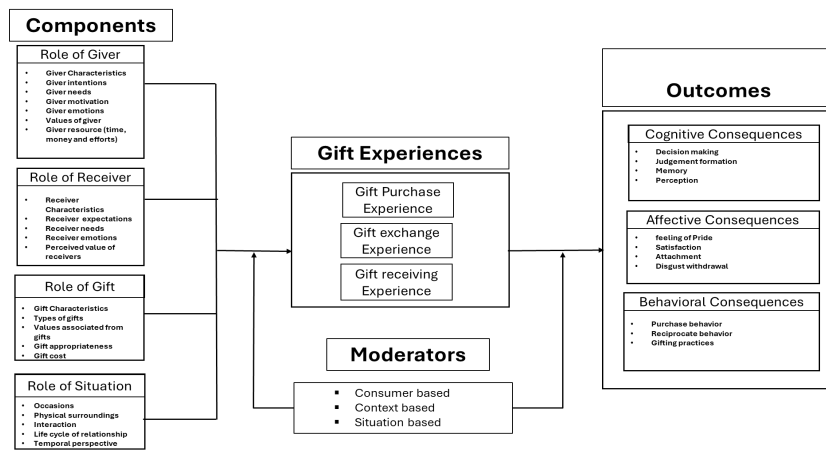 Components
Role of Giver
• Giver Characteristics
• Giver intentions
• Giver needs
• Giver motivation
• Giver emotions
• Values of giver
• Giver resource (time,
money and efforts)
Role of Receiver
• Receiver
Characteristics
• Receiver expectations
• Receiver needs
• Receiver emotions
• Perceived value of
receivers
Role of Gift
• Gift Characteristics
• Types of gifts
• Values associated from
gifts
• Gift appropriateness
• Gift cost
Role of Situation
• Occasions
• Physical surroundings
• Interaction
• Life cycle of relationship
• Temporal perspective
Gift Experiences
Gift Purchase
Experience
Gift exchange
Experience
Gift receiving
Experience
Moderators
▪ Consumer based
▪ Context based
▪ Situation based
Outcomes
Cognitive Consequences
• Decision making
• Judgement formation
• Memory
• Perception
Affective Consequences
• feeling of Pride
• Satisfaction
• Attachment
• Disgust withdrawal
Behavioral Consequences
• Purchase behavior
• Reciprocate behavior
• Gifting practices